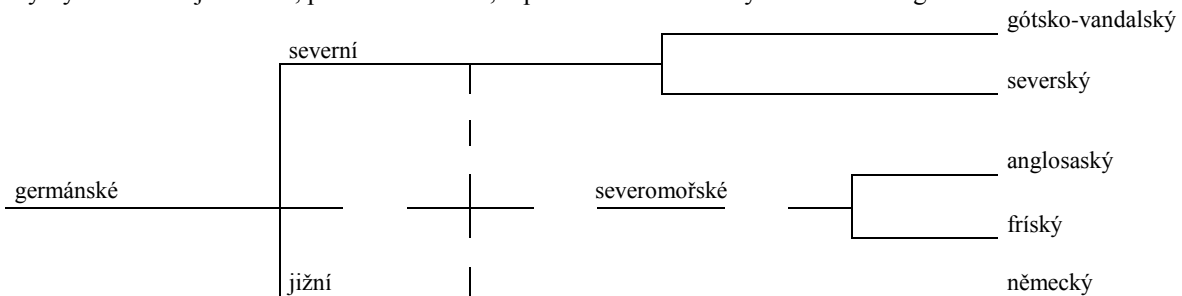 gótsko-vandalský
severní
severský
anglosaský
germánské
severomořské
fríský
jižní
německý